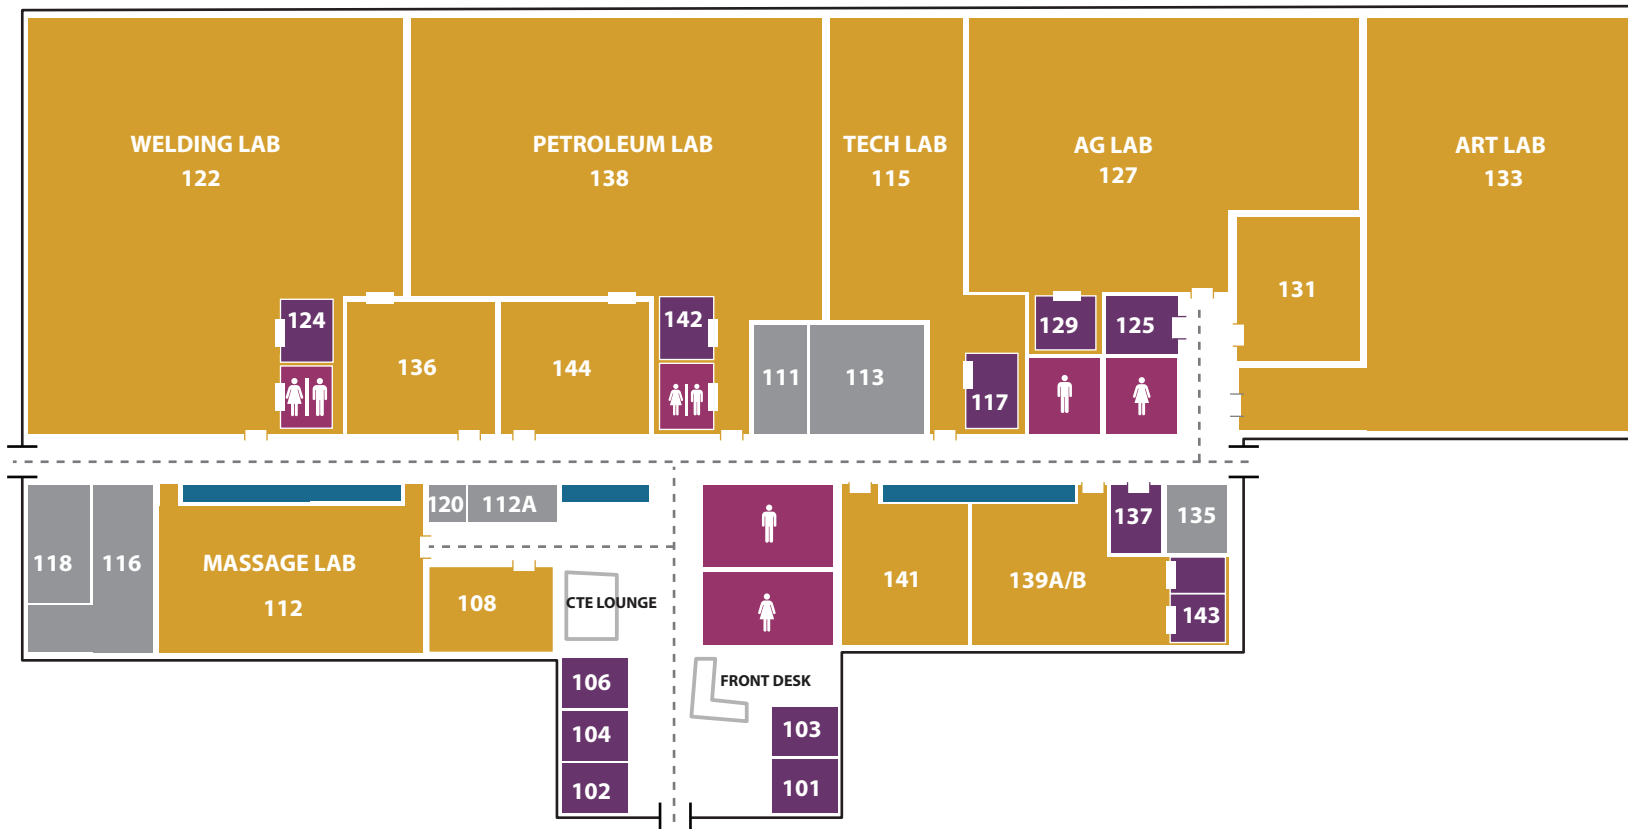 WELDING LAB
122
PETROLEUM LAB
138
TECH LAB
115
AG LAB
127
ART LAB
133
131
124
142
129
125
136
144
111
113
117
118
116
MASSAGE LAB
112
120
112A
108
CTE LOUNGE
141
139A/B
137
135
143
106
104
102
FRONT DESK
103
101